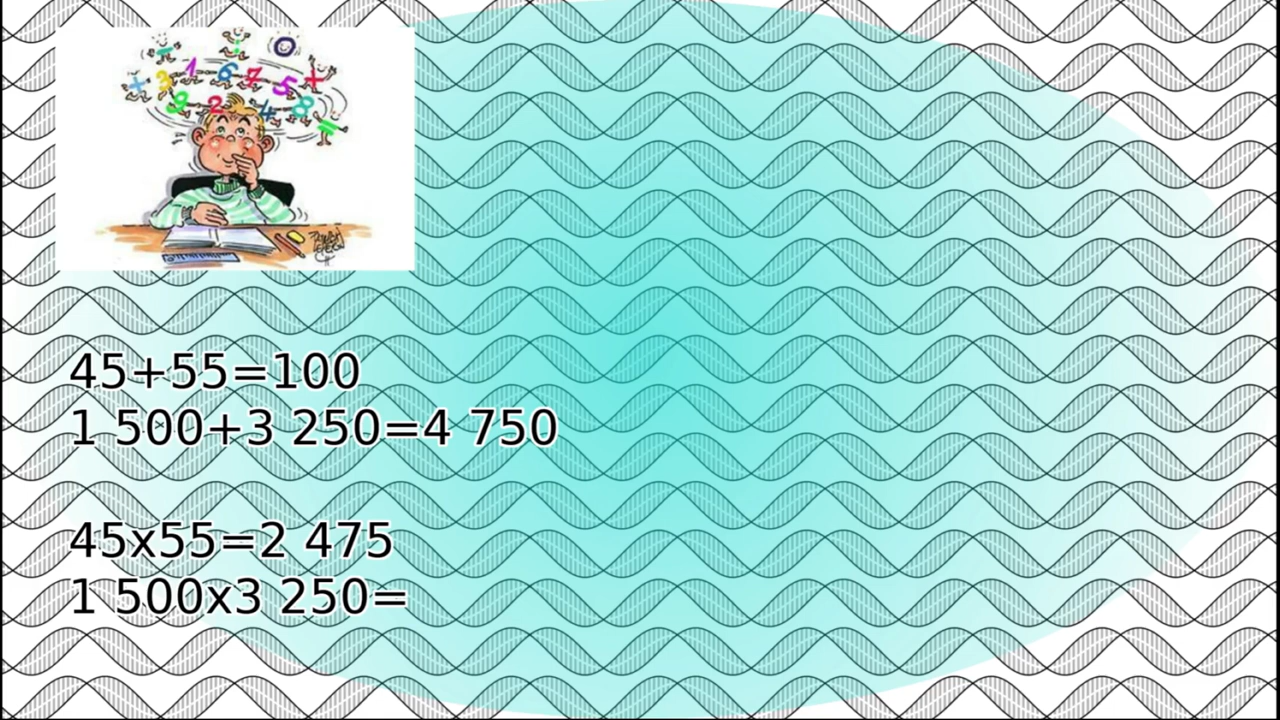 45+55=100
1 500+3 250=4 750
45x55=2 475
1 500x3 250=